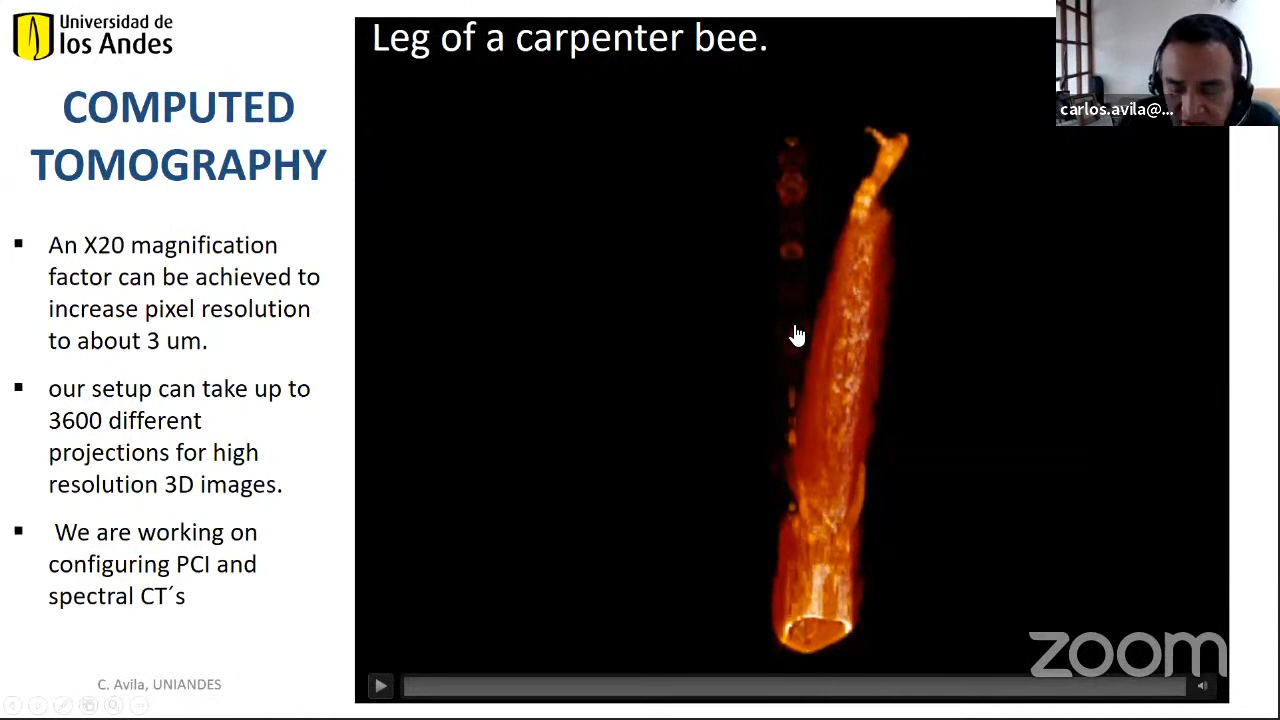 Universidad de
los Andes
COMPUTED
TOMOGRAPHY
▪ An X20 magnification
factor can be achieved to
increase pixel resolution
to about 3 um.
▪ our setup can take up to
3600 different
projections for high
resolution 3D images.
▪ We are working on
configuring PCI and
spectral CT´s
C. Avila, UNIANDES
Leg of a carpenter bee.
carlos.avila@...
zoom